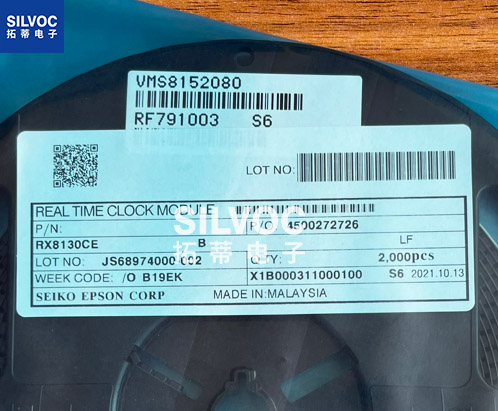 SILVOC
拓蒂电子
VMS8152080
RF791003 S6
LOT NO:
REAL TIME CLOCK MODULE
SILVOC
P/N: P/O: 4500272726
RX8130CE B LF
拓蒂电子
LOT NO: JS68974000-002 QTY: 2,000pcs
WEEK CODE: /O B19EK X1B000311000100 S6 2021.10.13
SEIKO EPSON CORP MADE IN:MALAYSIA